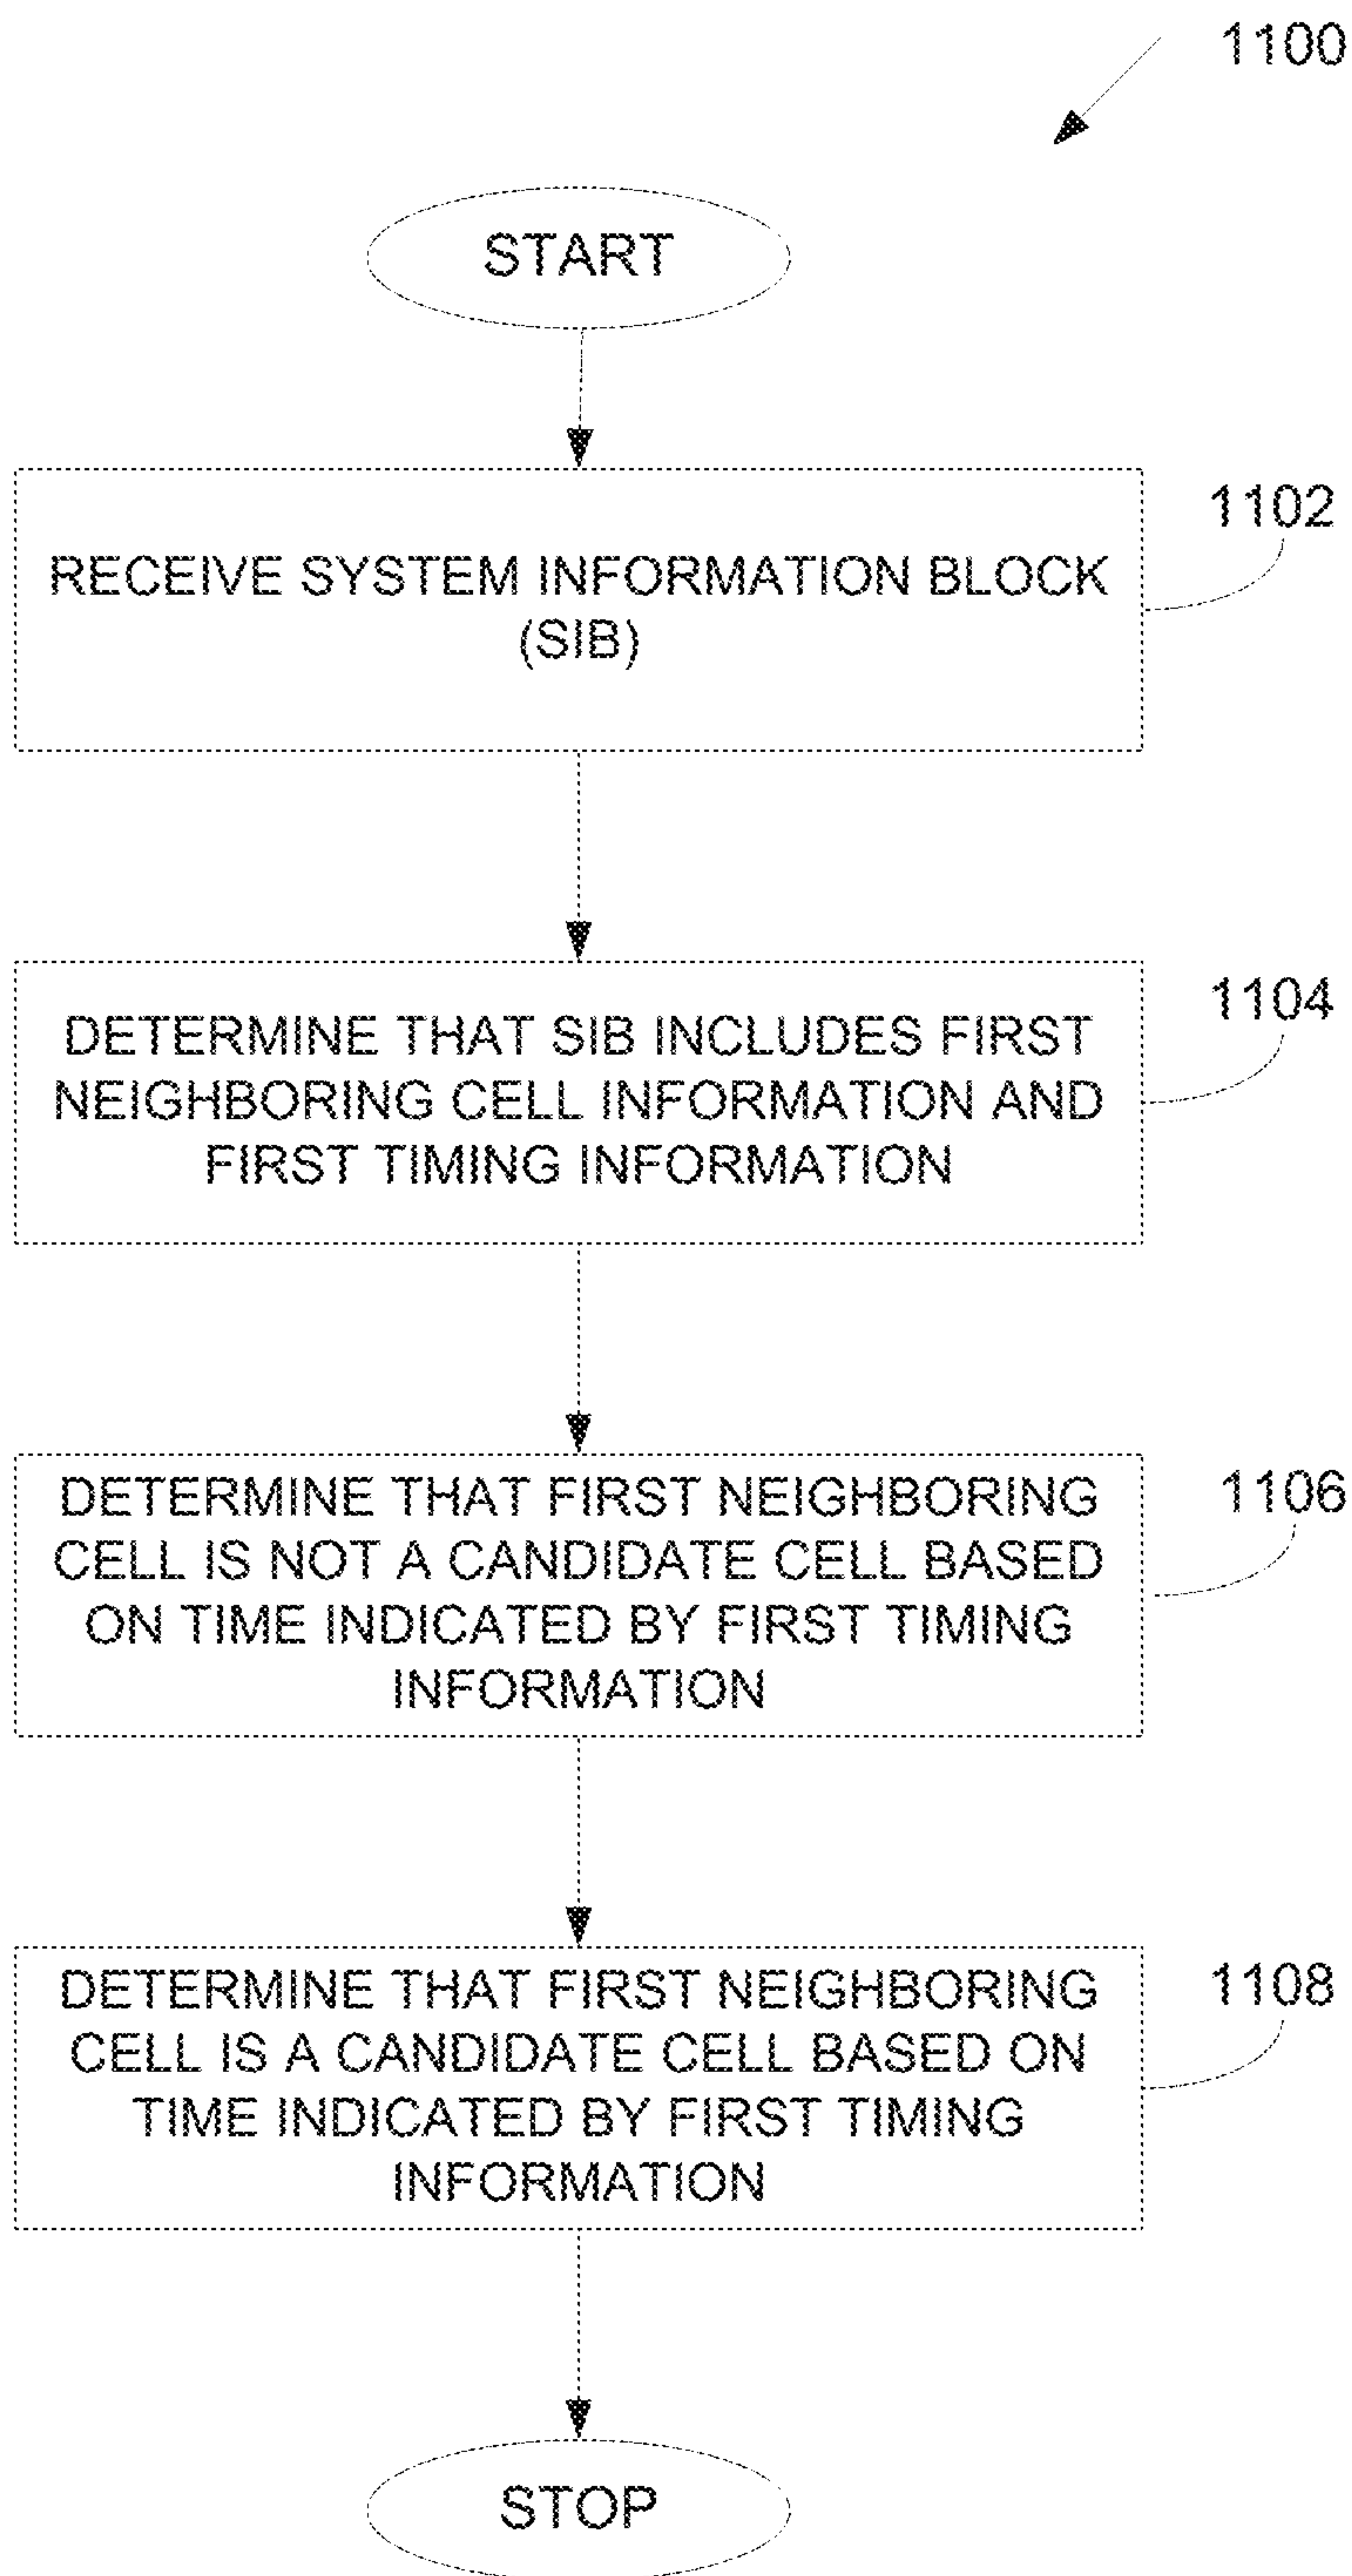 1100
START
1102
RECEIVE SYSTEM INFORMATION BLOCK
(SIB)
1104
DETERMINE THAT SIB INCLUDES FIRST
NEIGHBORING CELL INFORMATION AND
FIRST TIMING INFORMATION
1106
DETERMINE THAT FIRST NEIGHBORING
CELL IS NOT A CANDIDATE CELL BASED
ON TIME INDICATED BY FIRST TIMING
INFORMATION
1108
DETERMINE THAT FIRST NEIGHBORING
CELL IS A CANDIDATE CELL BASED ON
TIME INDICATED BY FIRST TIMING
INFORMATION
STOP